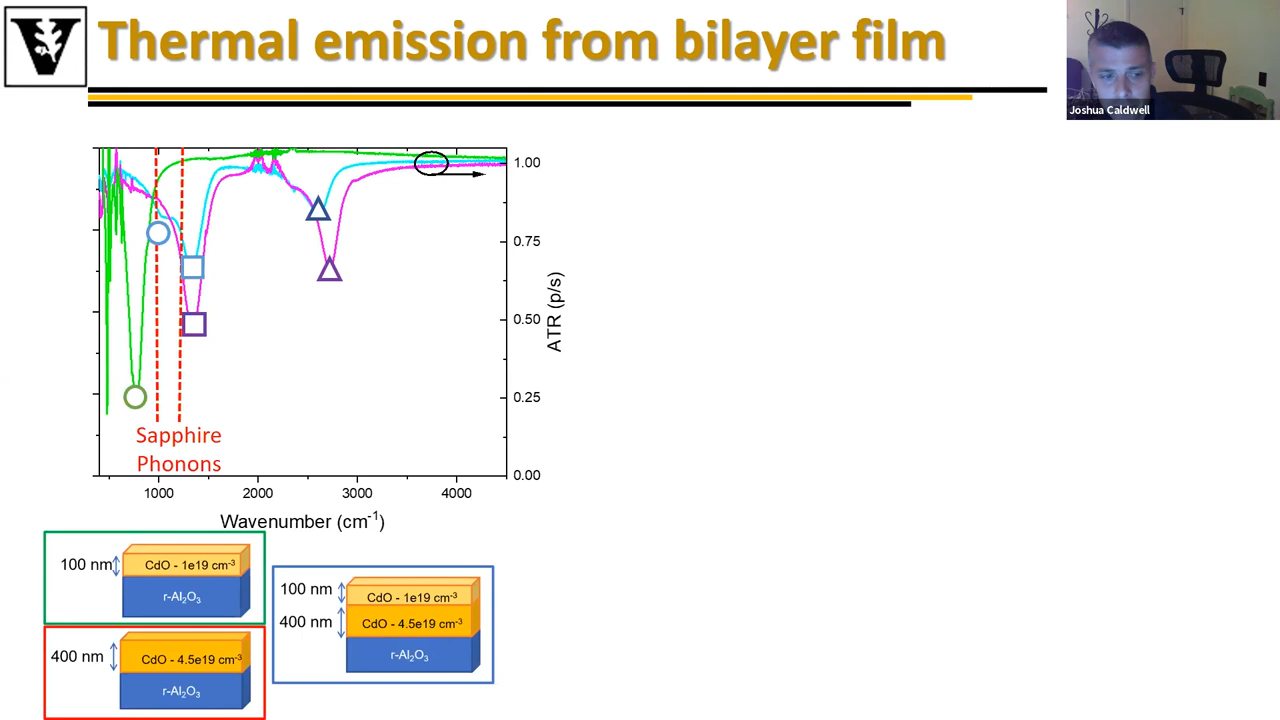 Thermal emission from bilayer film
Joshua Caldwell
1.00
0.75
0.50
0.25
0.00
ATR (p/s)
Sapphire
Phonons
1000 2000 3000 4000
Wavenumber (cm⁻¹)
100 nm
CdO - 1e19 cm⁻³
r-Al₂O₃
400 nm
CdO - 4.5e19 cm⁻³
r-Al₂O₃
100 nm
CdO - 1e19 cm⁻³
400 nm
CdO - 4.5e19 cm⁻³
r-Al₂O₃